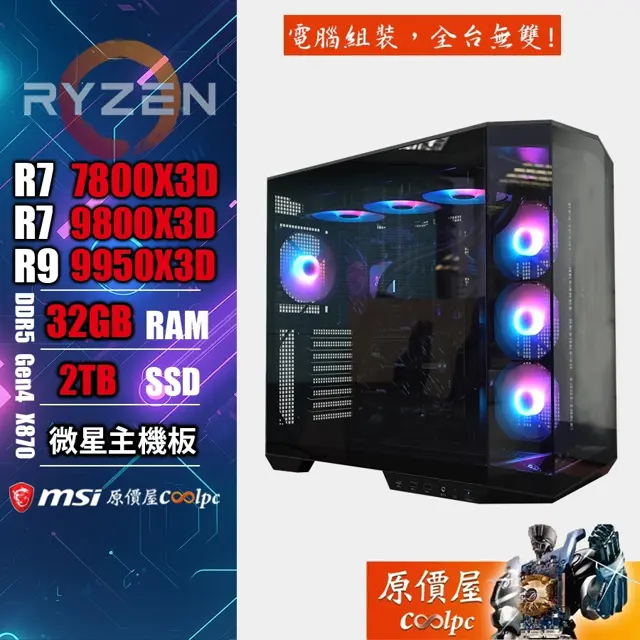 電腦組裝，全台無雙!
RYZEN
R7 7800X3D
R7 9800X3D
R9 9950X3D
DDR5 32GB RAM
Gen4 2TB SSD
X870 微星主機板
msi 原價屋coolpc
原價屋
coolpc